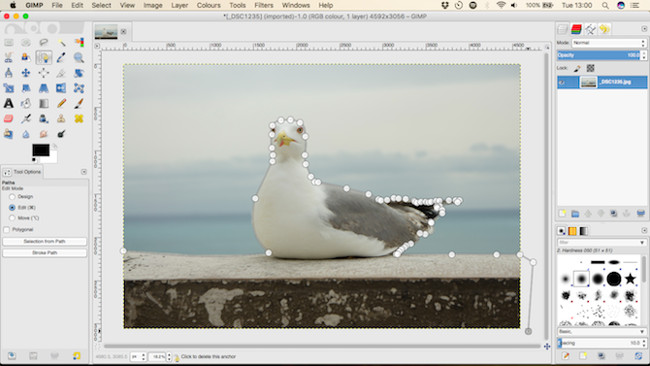 GIMP File Edit Select View Image Layer Colours Tools Filters Windows Help
100% Tue 13:00
*[_DSC1235] (imported)-1.0 (RGB colour, 1 layer) 4592x3056 – GIMP
Mode: Normal
Opacity 100.0
Lock:
_DSC1235.jpg
Tool Options
Paths
Edit Mode
Design
Edit (⌘)
Move (⌥)
Polygonal
Selection from Path
Stroke Path
filter
2. Hardness 050 (51 x 51)
Basic,
Spacing 10.0
px
Click to delete this anchor